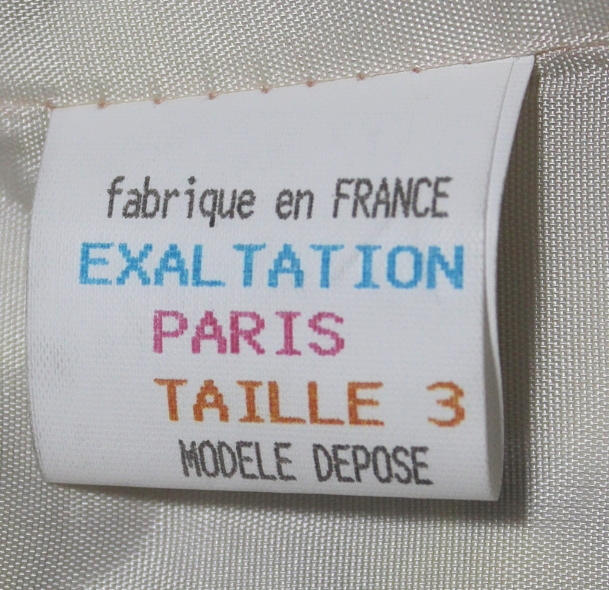 fabrique en FRANCE
EXALTATION
PARIS
TAILLE 3
MODELE DEPOSE